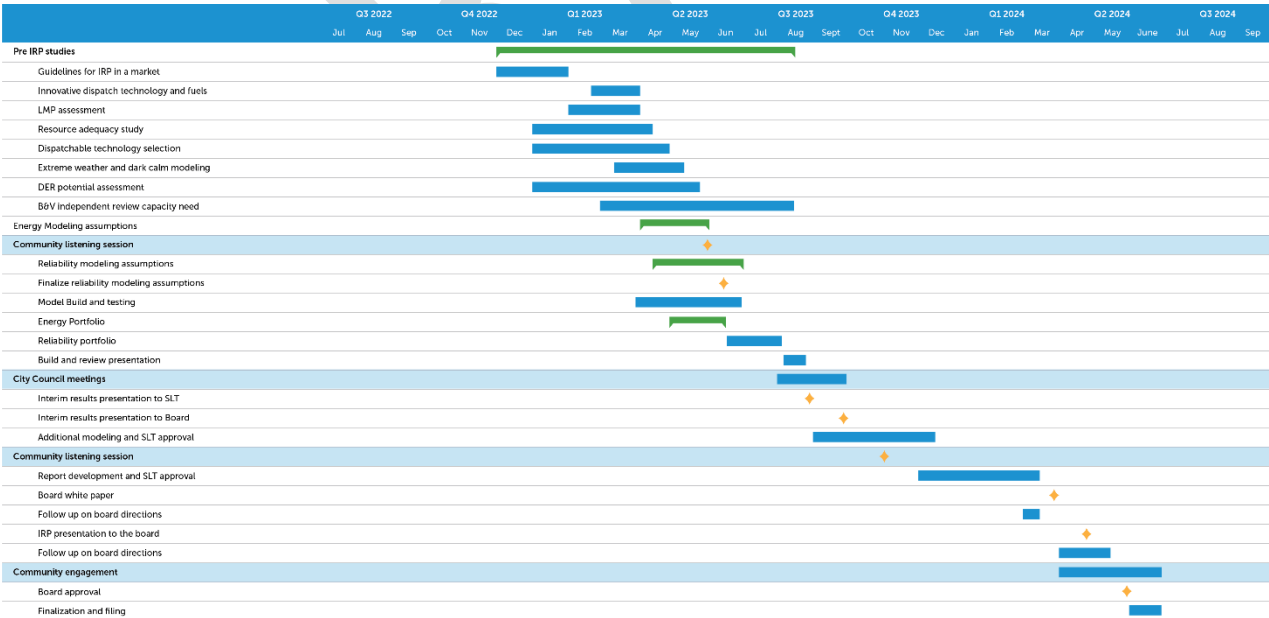 Q3 2022 Q4 2022 Q1 2023 Q2 2023 Q3 2023 Q4 2023 Q1 2024 Q2 2024 Q3 2024
Jul Aug Sep Oct Nov Dec Jan Feb Mar Apr May Jun Jul Aug Sept Oct Nov Dec Jan Feb Mar Apr May June Jul Aug Sep
Pre IRP studies
Guidelines for IRP in a market
Innovative dispatch technology and fuels
LMP assessment
Resource adequacy study
Dispatchable technology selection
Extreme weather and dark calm modeling
DER potential assessment
B&V independent review capacity need
Energy Modeling assumptions
Community listening session
Reliability modeling assumptions
Finalize reliability modeling assumptions
Model Build and testing
Energy Portfolio
Reliability portfolio
Build and review presentation
City Council meetings
Interim results presentation to SLT
Interim results presentation to Board
Additional modeling and SLT approval
Community listening session
Report development and SLT approval
Board white paper
Follow up on board directions
IRP presentation to the board
Follow up on board directions
Community engagement
Board approval
Finalization and filing